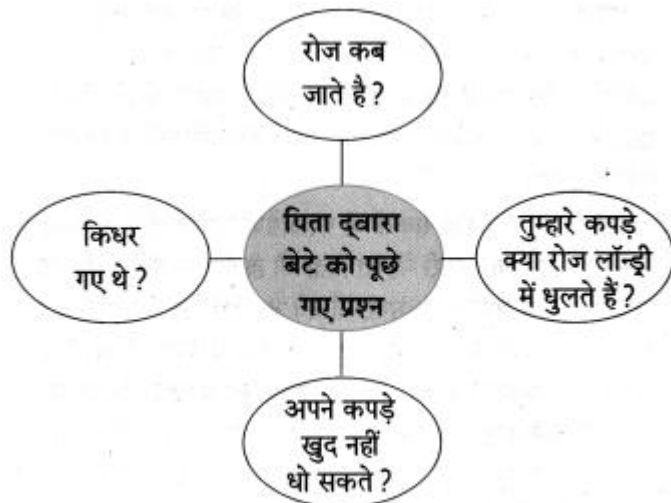 रोज कब
जाते है ?
किधर
गए थे ?
पिता द्वारा
बेटे को पूछे
गए प्रश्न
तुम्हारे कपड़े
क्या रोज लॉन्ड्री
में धुलते हैं ?
अपने कपड़े
खुद नहीं
धो सकते ?